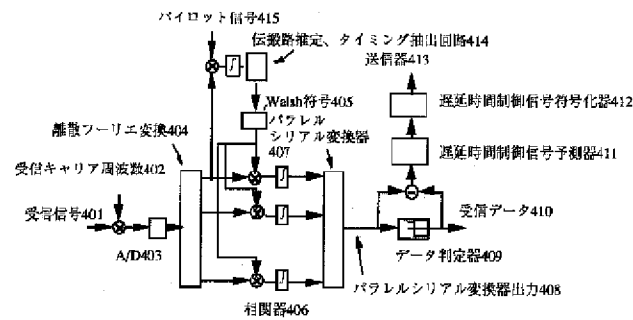 パイロット信号415
伝搬路推定、タイミング抽出回路414
送信器413
Walsh符号405
遅延時間制御信号符号化器412
パラレル
シリアル変換器
407
離散フーリエ変換404
遅延時間制御信号予測器411
受信キャリア周波数402
受信信号401
受信データ410
A/D403
データ判定器409
パラレルシリアル変換器出力408
相関器406